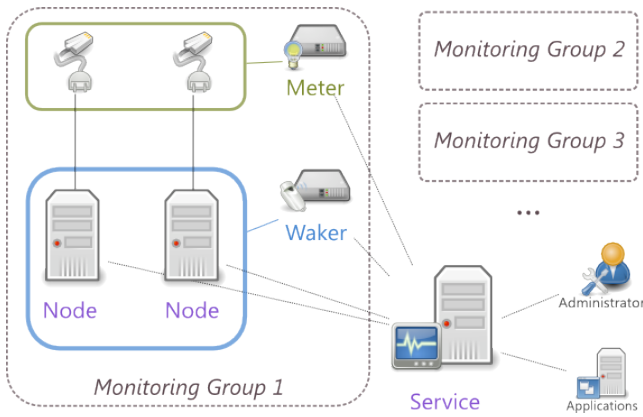 Meter
Waker
Node
Node
Monitoring Group 1
Monitoring Group 2
Monitoring Group 3
...
Service
Administrator
Applications